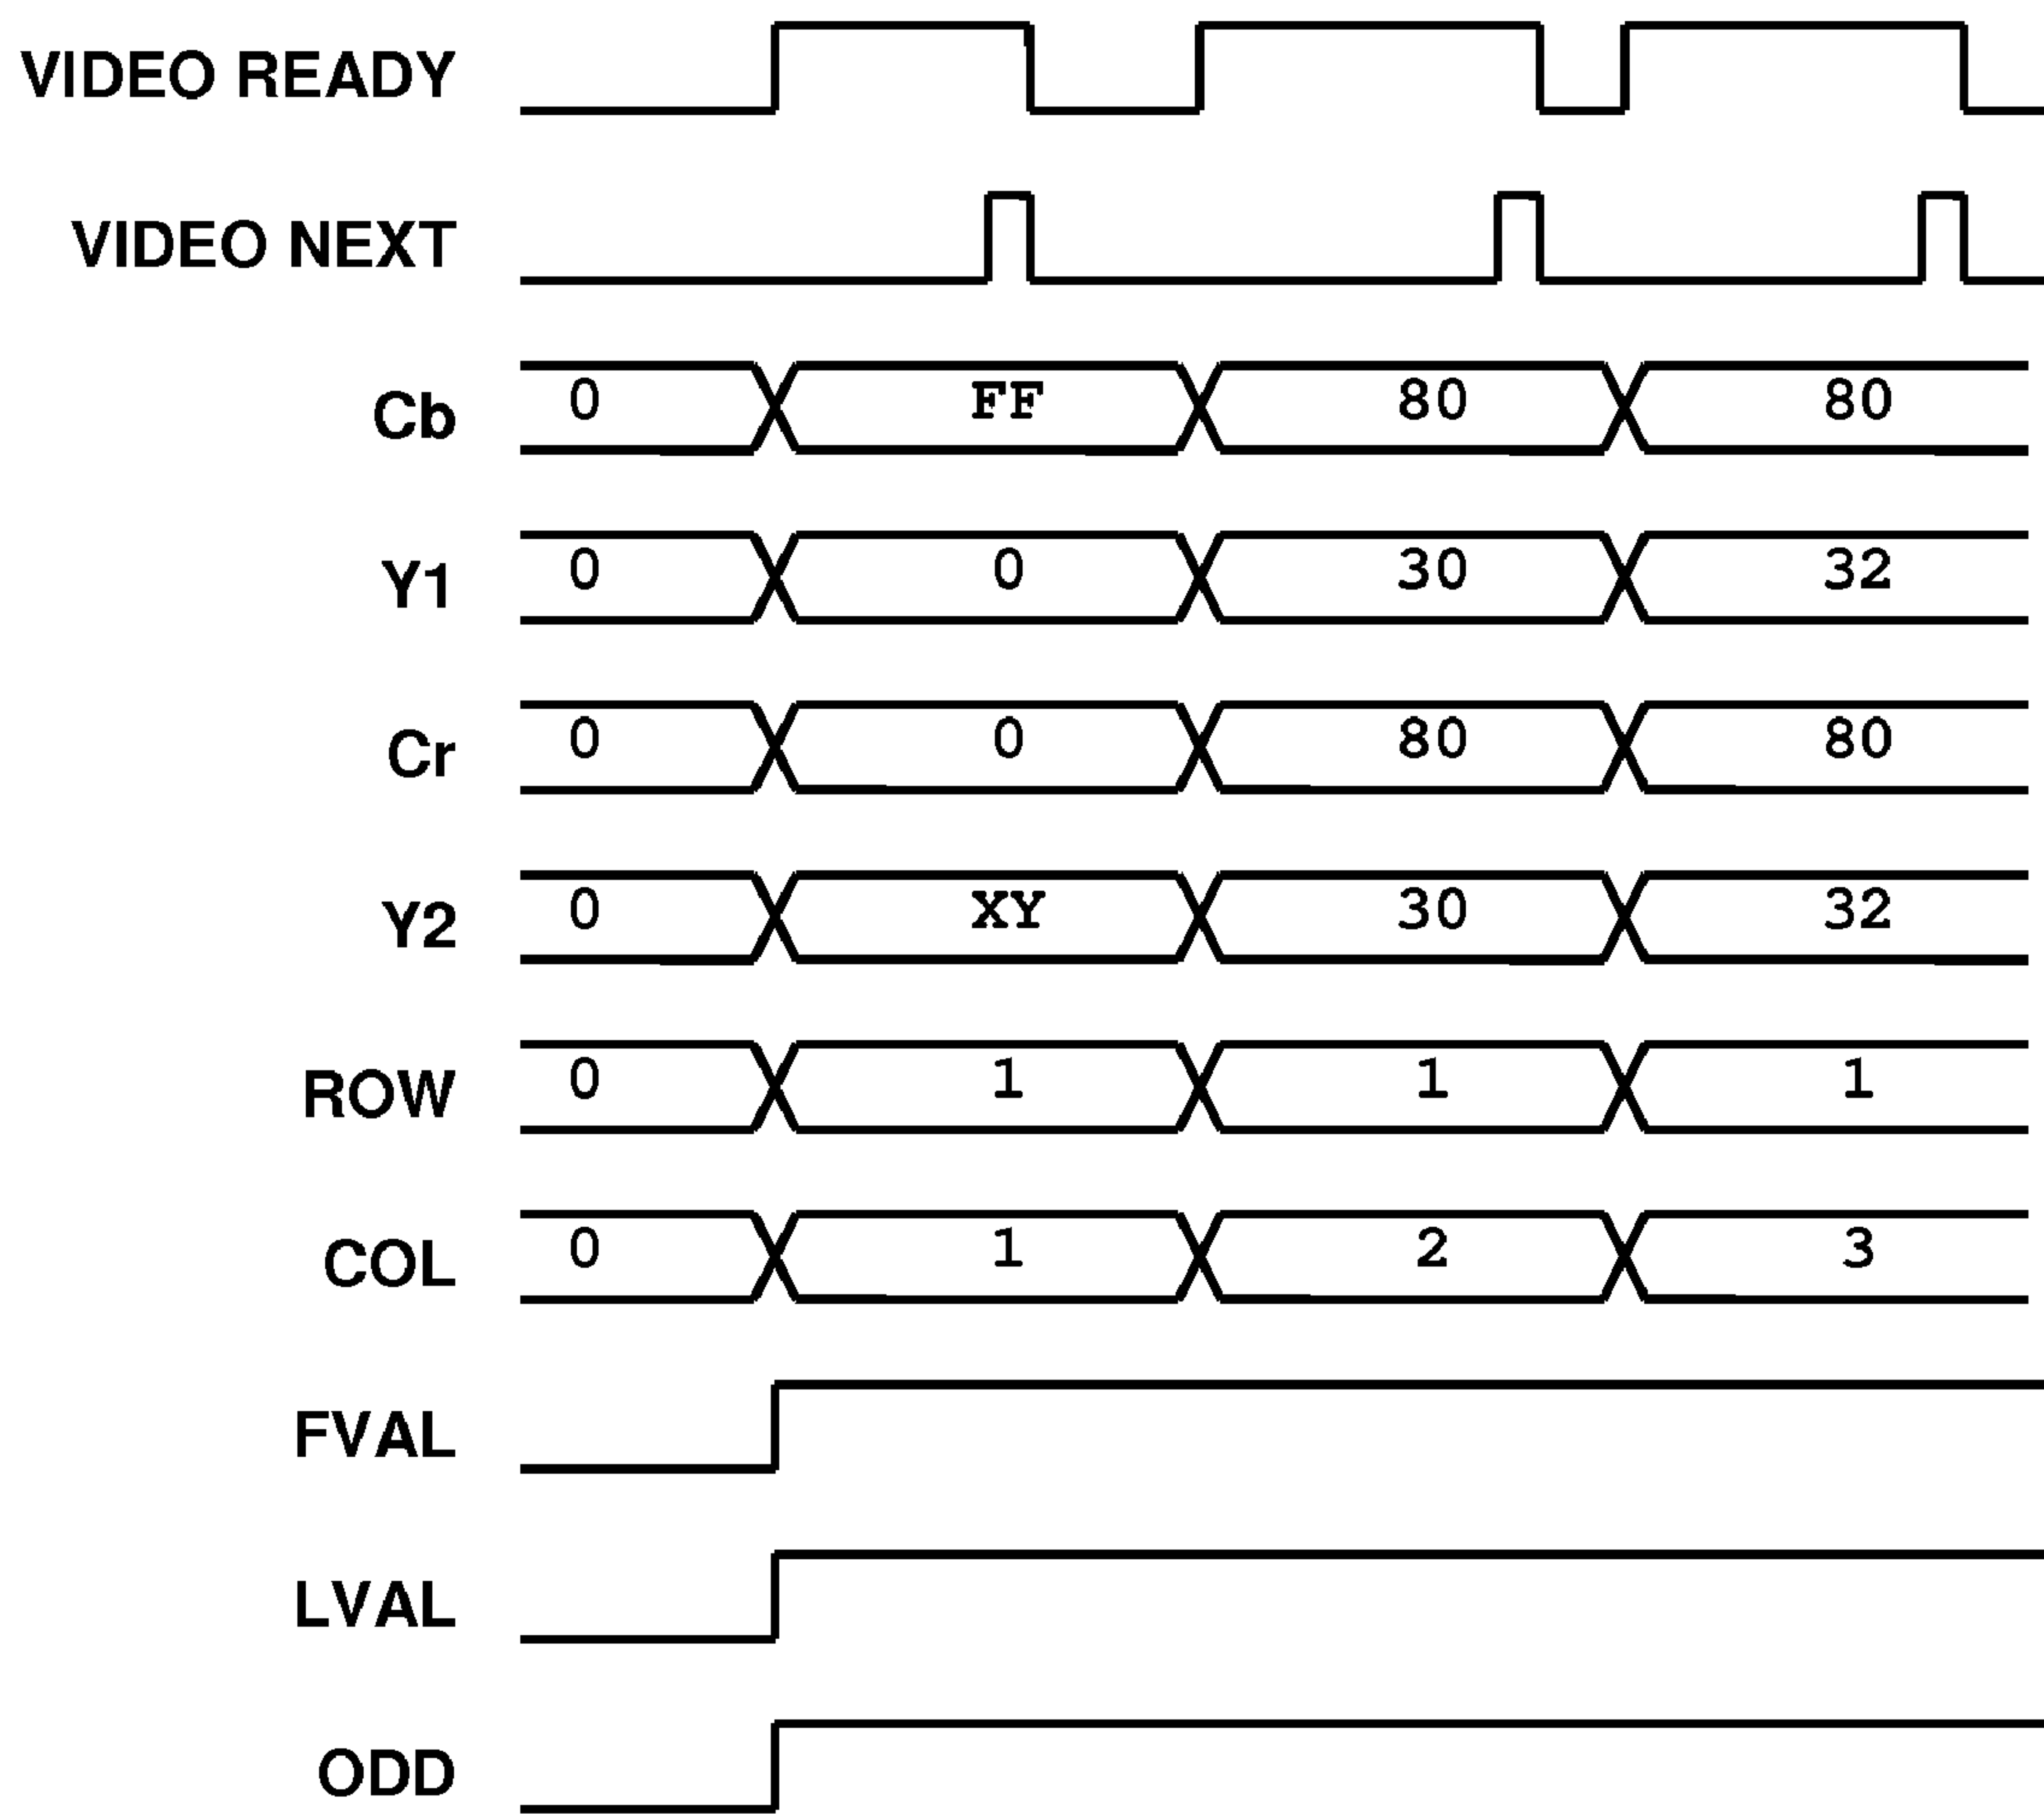 VIDEO READY
VIDEO NEXT
Cb 0 FF 80 80
Y1 0 0 30 32
Cr 0 0 80 80
Y2 0 XY 30 32
ROW 0 1 1 1
COL 0 1 2 3
FVAL
LVAL
ODD